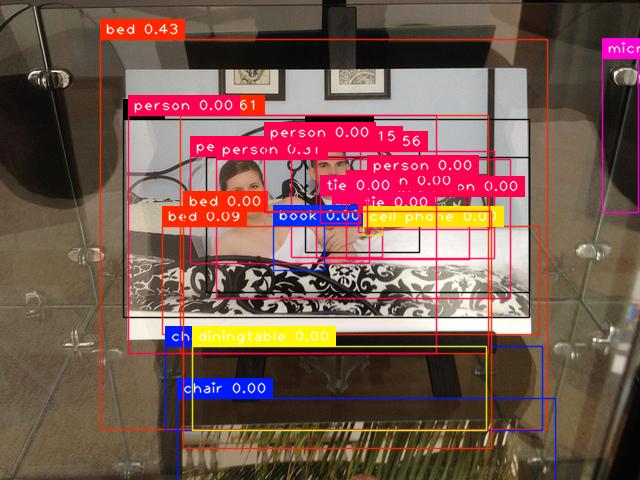 bed 0.43
micr
person 0.00 61
person 0.00 15 56
pe person 0.31
person 0.00
tie 0.00 n 0.00 on 0.00
bed 0.00 tie 0.00
bed 0.09 book 0.00 cell phone 0.00
ch diningtable 0.00
chair 0.00